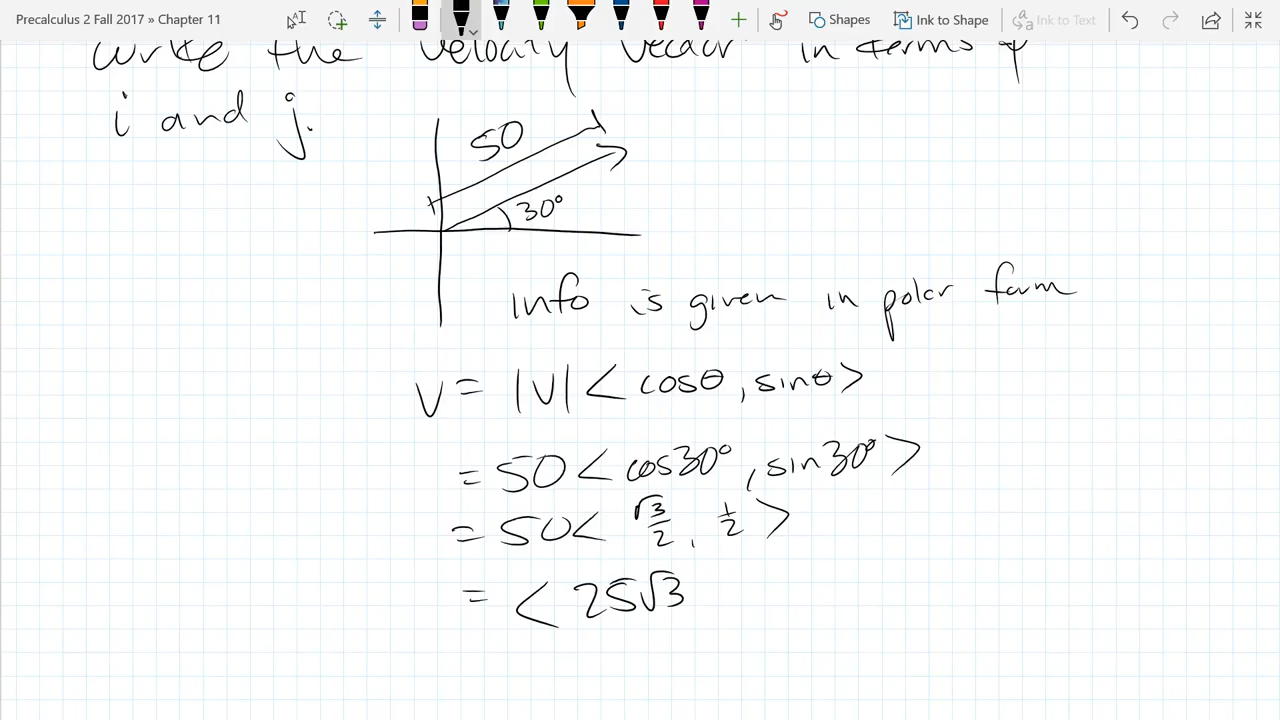 Precalculus 2 Fall 2017 » Chapter 11
Shapes
Ink to Shape
Ink to Text
write the velocity vector in terms of
i and j.
50
30°
Info is given in polar form
V = |V| < cosθ, sinθ>
= 50 < cos30°, sin30° >
= 50 < √3/2, 1/2 >
= < 25√3